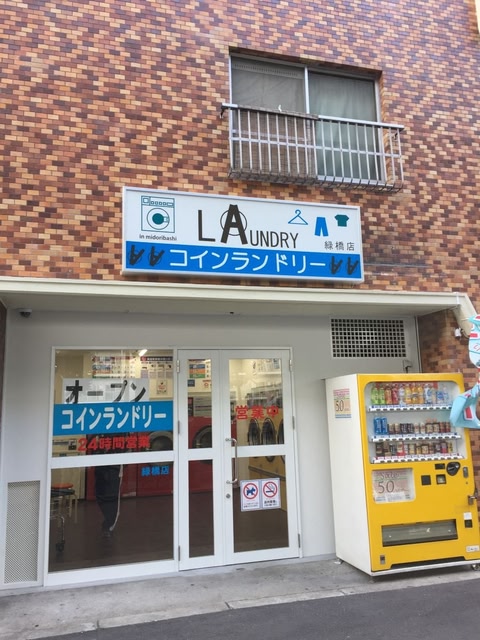 in midoribashi
LAUNDRY
緑橋店
コインランドリー
オープン
コインランドリー
24時間営業
緑橋店
営業中
50
50